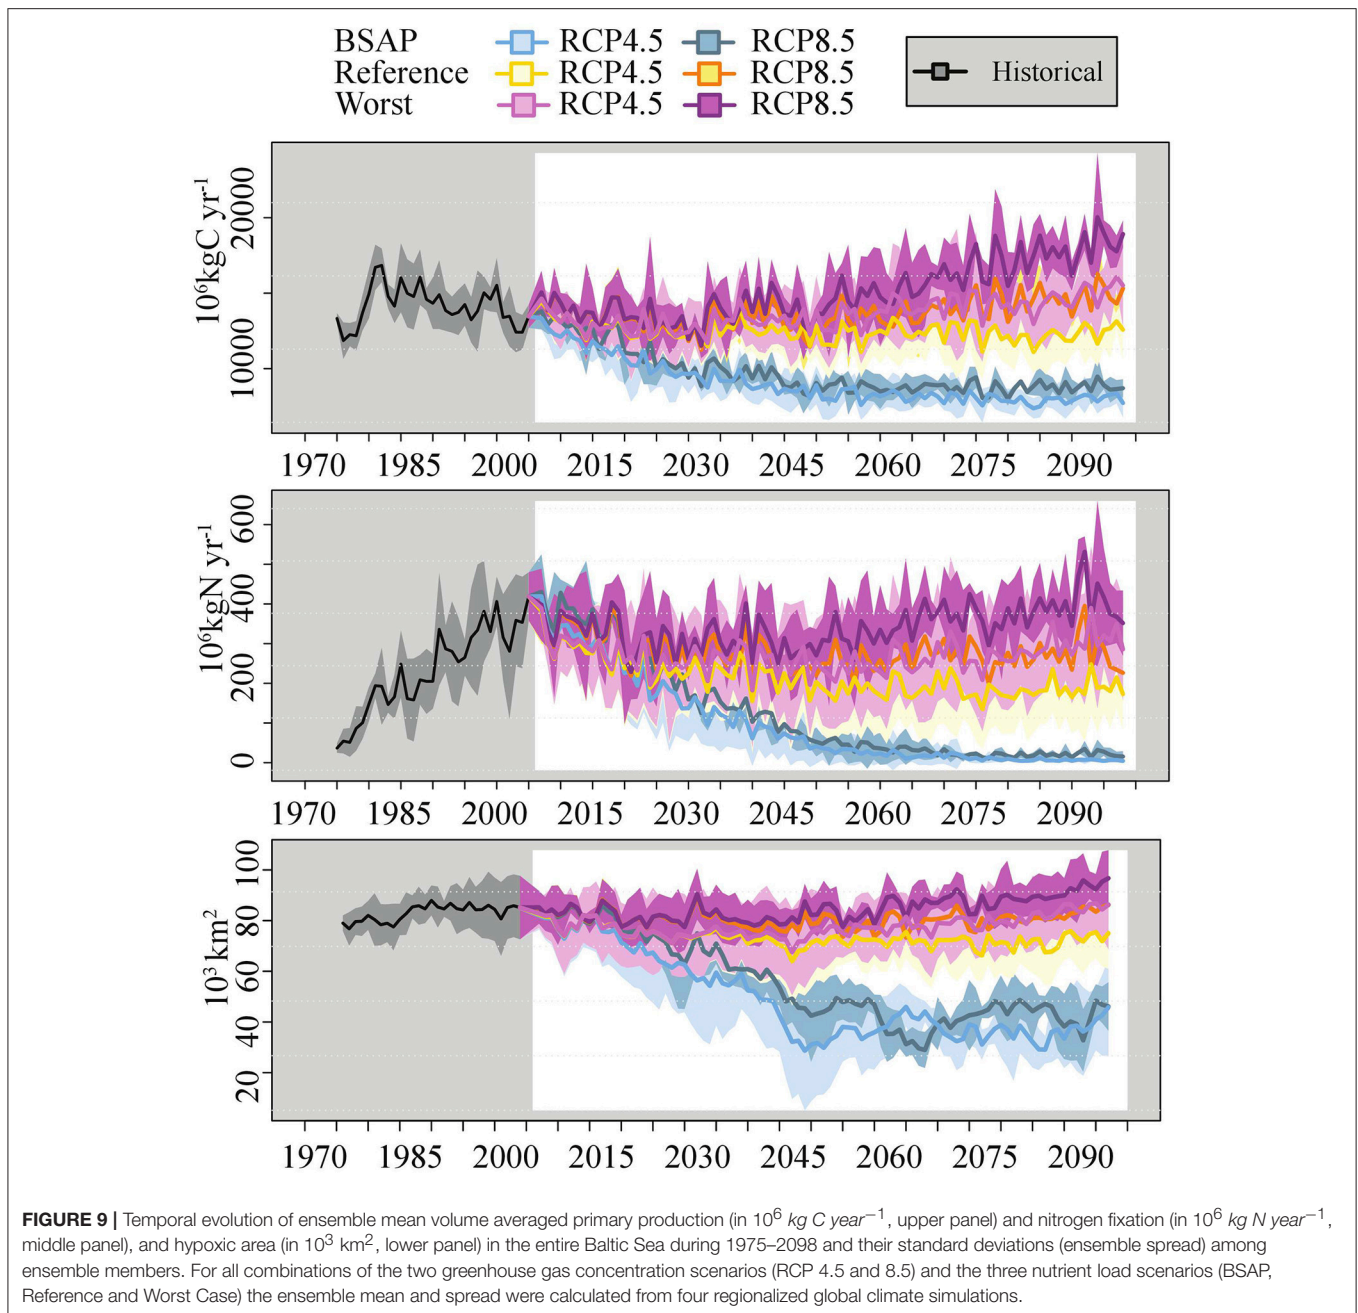 BSAP RCP4.5 RCP8.5
Reference RCP4.5 RCP8.5 Historical
Worst RCP4.5 RCP8.5
10⁶kgC yr⁻¹
20000
10000
1970 1985 2000 2015 2030 2045 2060 2075 2090
10⁶kgN yr⁻¹
600
400
200
0
1970 1985 2000 2015 2030 2045 2060 2075 2090
10³ km²
100
80
60
40
20
1970 1985 2000 2015 2030 2045 2060 2075 2090
FIGURE 9 | Temporal evolution of ensemble mean volume averaged primary production (in 10⁶ kg C year⁻¹, upper panel) and nitrogen fixation (in 10⁶ kg N year⁻¹,
middle panel), and hypoxic area (in 10³ km², lower panel) in the entire Baltic Sea during 1975–2098 and their standard deviations (ensemble spread) among
ensemble members. For all combinations of the two greenhouse gas concentration scenarios (RCP 4.5 and 8.5) and the three nutrient load scenarios (BSAP,
Reference and Worst Case) the ensemble mean and spread were calculated from four regionalized global climate simulations.